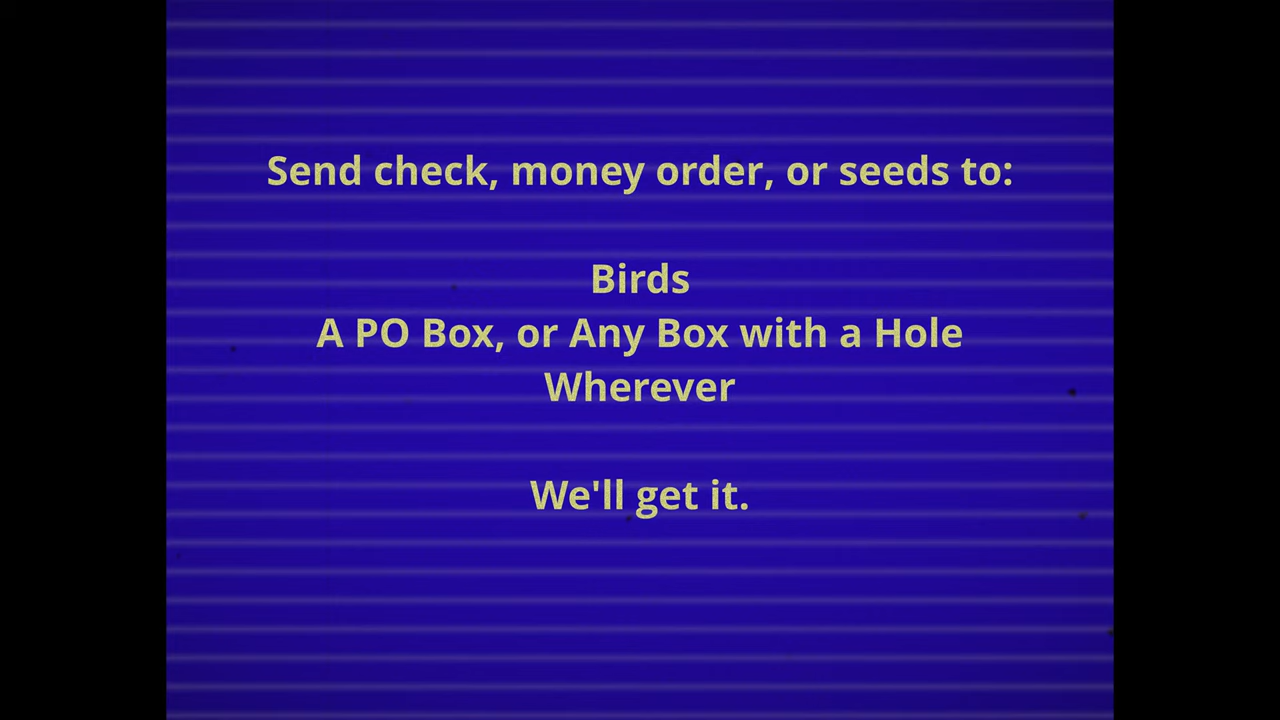 Send check, money order, or seeds to:
Birds
A PO Box, or Any Box with a Hole
Wherever
We'll get it.